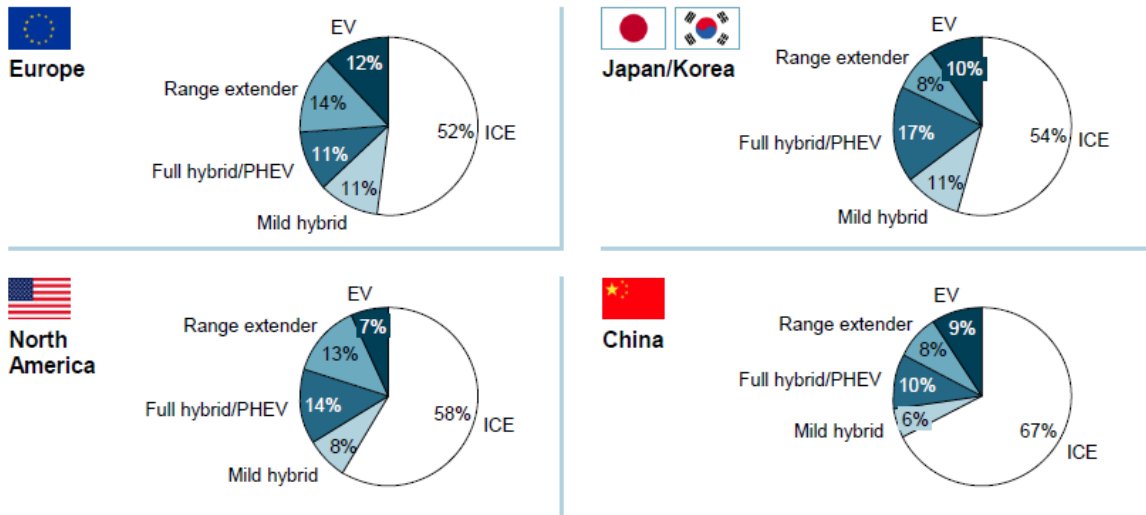 Europe
EV
12%
Range extender
14%
52%
ICE
11%
Full hybrid/PHEV
11%
Mild hybrid
Japan/Korea
EV
10%
Range extender
8%
17%
Full hybrid/PHEV
54%
ICE
11%
Mild hybrid
North
America
EV
7%
Range extender
13%
Full hybrid/PHEV
14%
58%
ICE
8%
Mild hybrid
China
EV
9%
Range extender
8%
Full hybrid/PHEV
10%
Mild hybrid
6%
67%
ICE